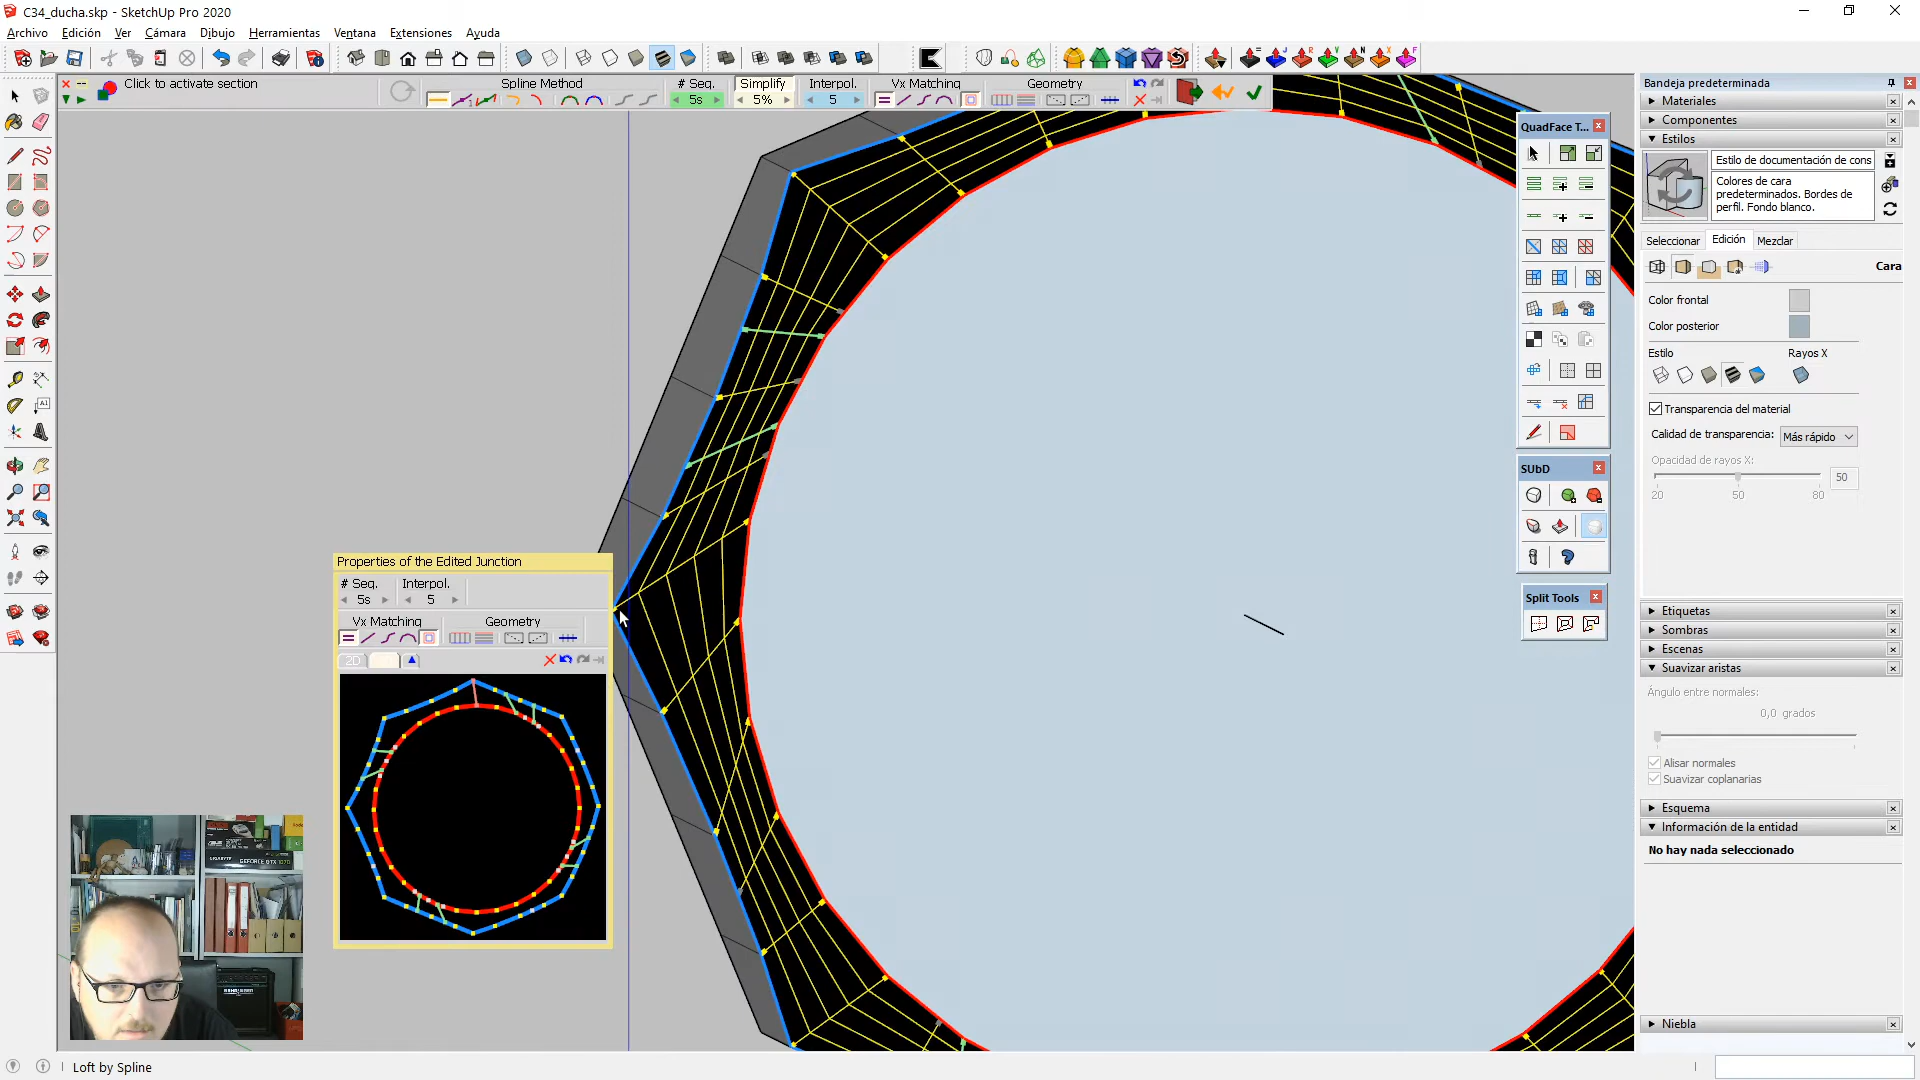 C34_ducha.skp - SketchUp Pro 2020
Archivo Edición Ver Cámara Dibujo Herramientas Ventana Extensiones Ayuda
Click to activate section
Spline Method
# Seq.
5s
Simplify
5%
Interpol.
5
Vx Matching
Geometry
QuadFace T...
SUbD
Split Tools
Properties of the Edited Junction
# Seq.
5s
Interpol.
5
Vx Matching
Geometry
2D
Bandeja predeterminada
Materiales
Componentes
Estilos
Estilo de documentación de cons
Colores de cara
predeterminados. Bordes de
perfil. Fondo blanco.
Seleccionar Edición Mezclar
Cara
Color frontal
Color posterior
Estilo
Rayos X
Transparencia del material
Calidad de transparencia: Más rápido
Opacidad de rayos X:
50
20 50 80
Etiquetas
Sombras
Escenas
Suavizar aristas
Ángulo entre normales:
0,0 grados
Alisar normales
Suavizar coplanarias
Esquema
Información de la entidad
No hay nada seleccionado
Niebla
Loft by Spline